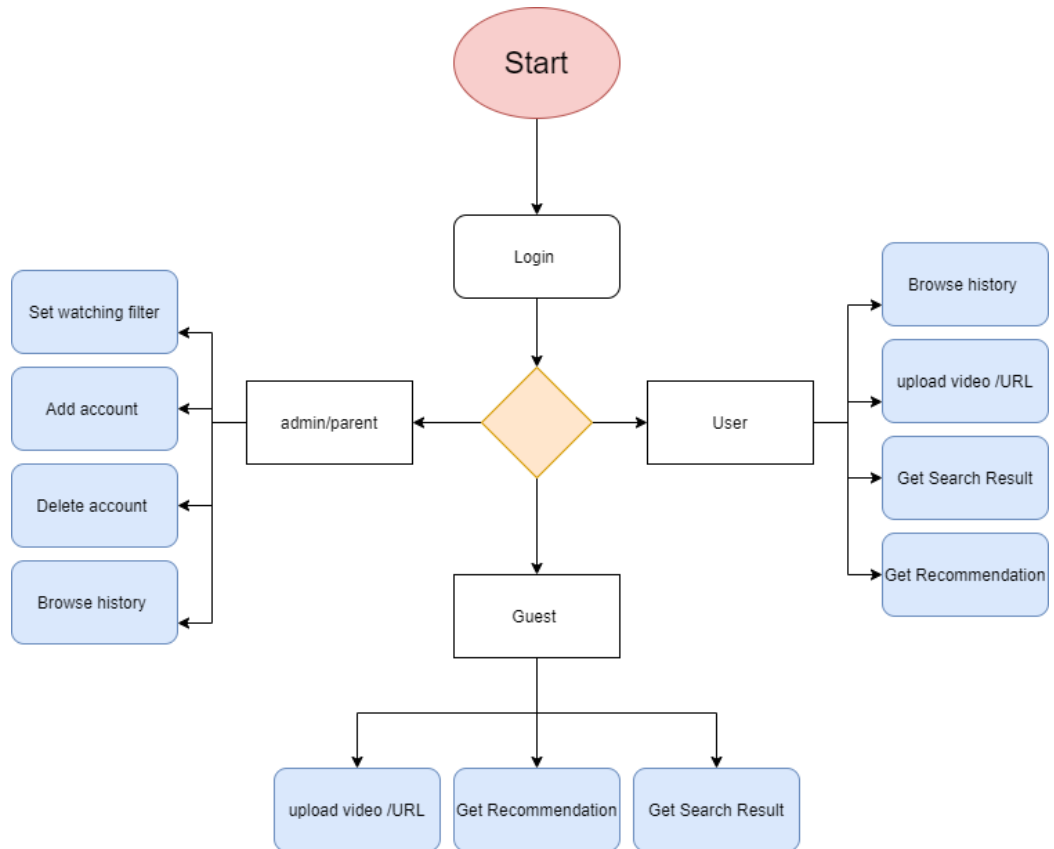 Start
Login
Set watching filter
Add account
Delete account
Browse history
admin/parent
User
Browse history
upload video /URL
Get Search Result
Get Recommendation
Guest
upload video /URL
Get Recommendation
Get Search Result